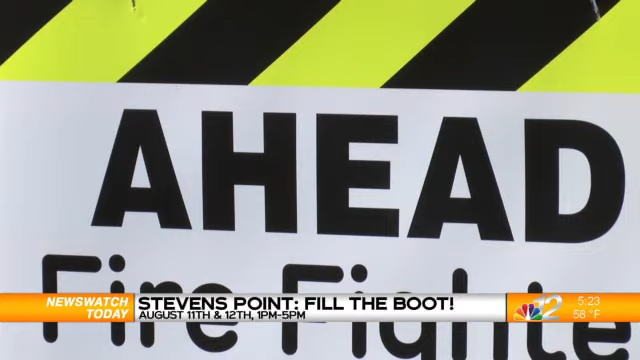 AHEAD
Fire Fighte
NEWSWATCH
TODAY
STEVENS POINT: FILL THE BOOT!
AUGUST 11TH & 12TH, 1PM-5PM
12
5:23
58 °F